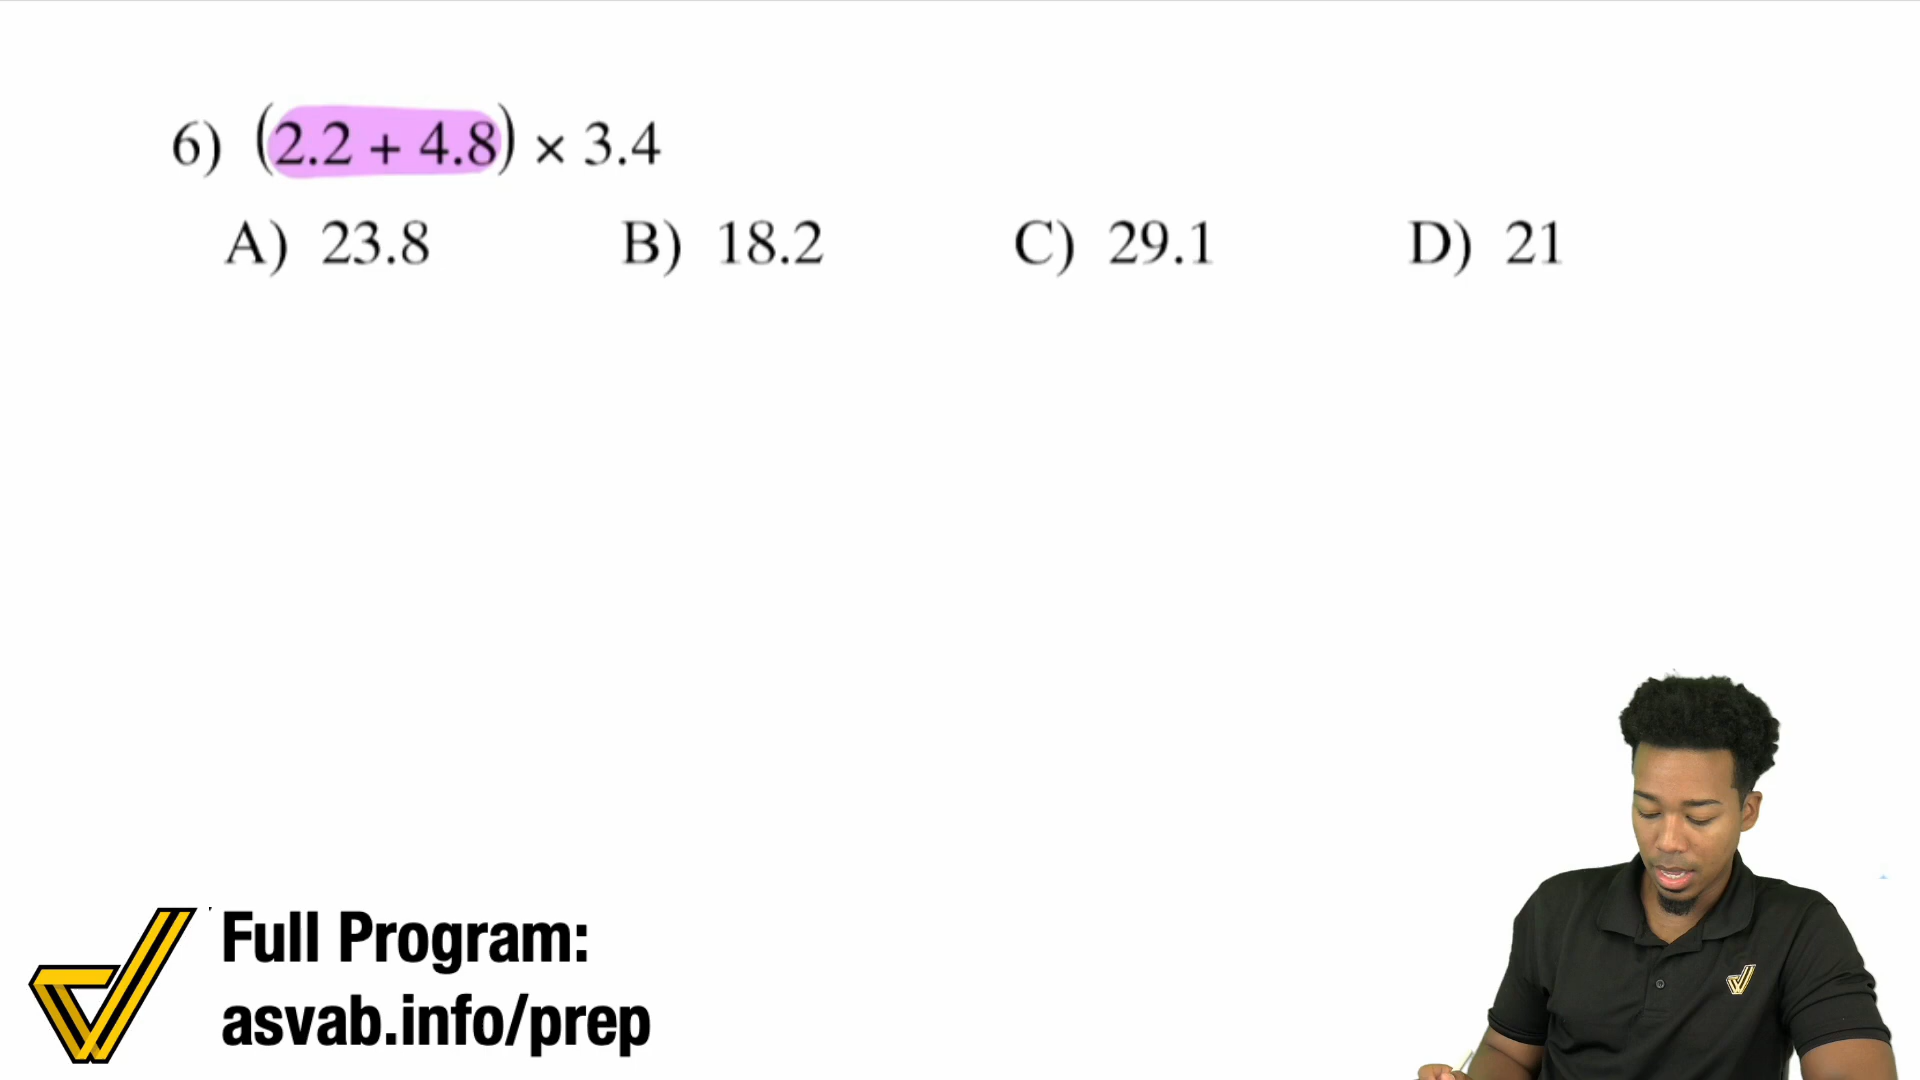 6) (2.2 + 4.8) × 3.4
A) 23.8 B) 18.2 C) 29.1 D) 21
Full Program:
asvab.info/prep